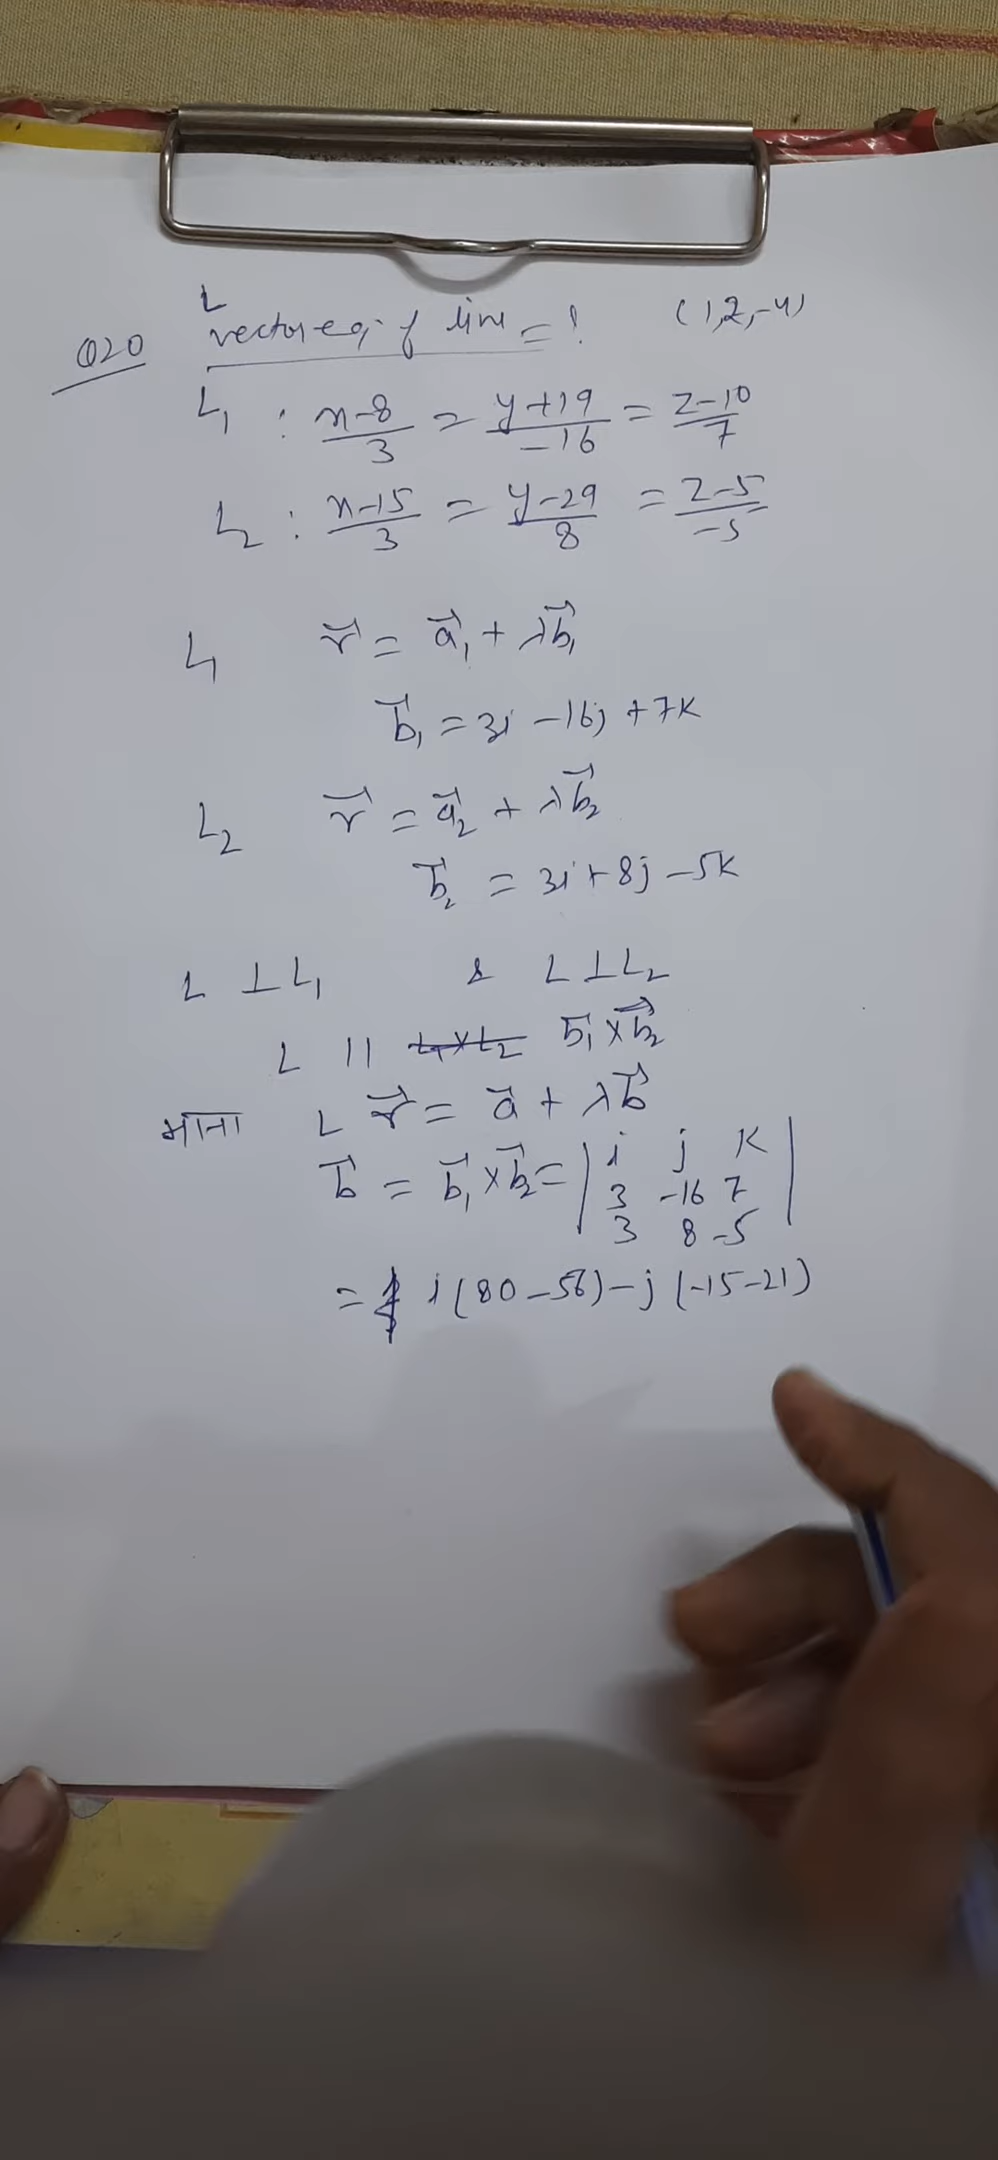 L
Q20 vector eq. of line = ? (1,2,-4)
L₁ : x-8/3 = y+19/-16 = z-10/7
L₂ : x-15/3 = y-29/8 = z-5/-5
L₁ r⃗ = a⃗₁ + λb⃗₁
b⃗₁ = 3i -16j +7k
L₂ r⃗ = a⃗₂ + λb⃗₂
b⃗₂ = 3i + 8j -5k
L ⊥ L₁ & L ⊥ L₂
L || L₁×L₂ b⃗₁×b⃗₂
माना L r⃗ = a⃗ + λb⃗
b⃗ = b⃗₁×b⃗₂ = | i j k |
3 -16 7
3 8 -5
= i(80-56)-j(-15-21)